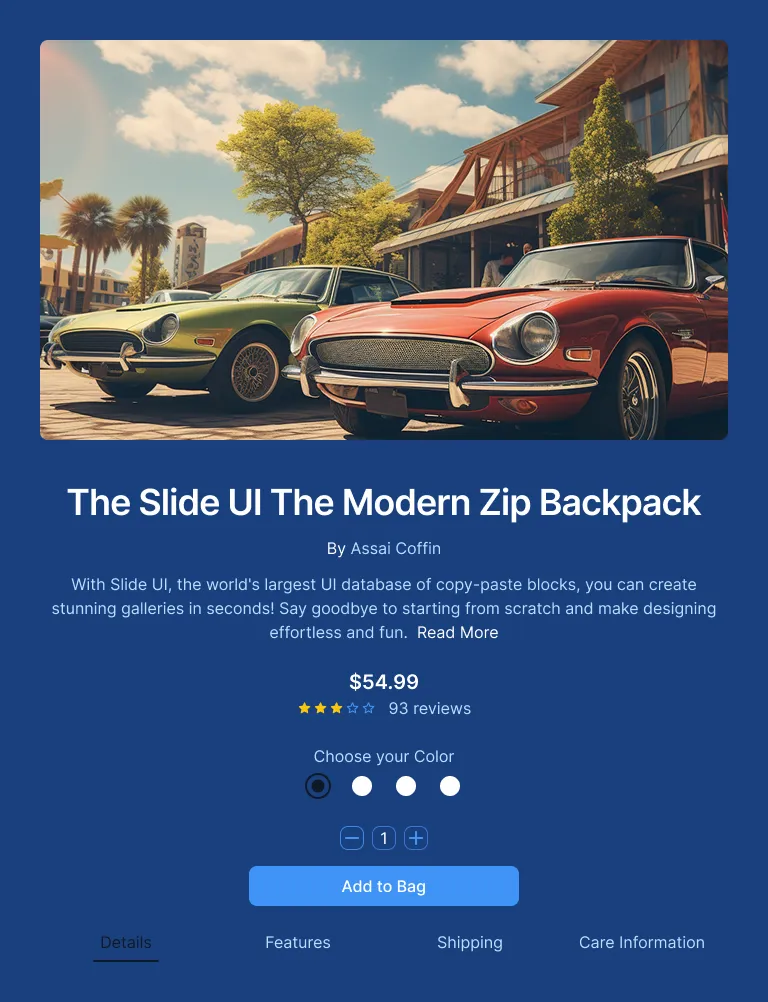 The Slide UI The Modern Zip Backpack
By Assai Coffin
With Slide UI, the world's largest UI database of copy-paste blocks, you can create
stunning galleries in seconds! Say goodbye to starting from scratch and make designing
effortless and fun. Read More
$54.99
93 reviews
Choose your Color
1
Add to Bag
Details Features Shipping Care Information